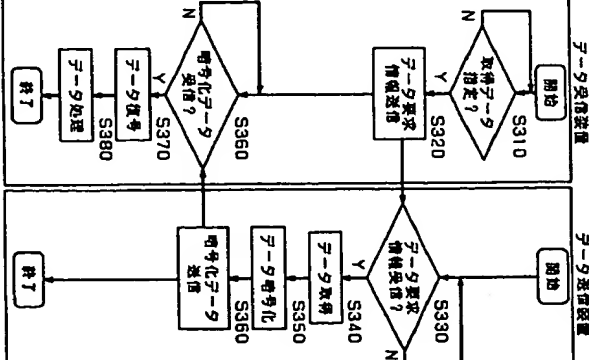 データ受信装置
開始
S310
取得データ
指定？
N
Y
S320
データ要求
情報送信
S360
暗号化データ
受信？
N
Y
S370
データ復号
S380
データ処理
終了
データ送信装置
開始
S330
データ要求
情報受信？
N
Y
S340
データ取得
S350
データ暗号化
S360
暗号化データ
送信
終了